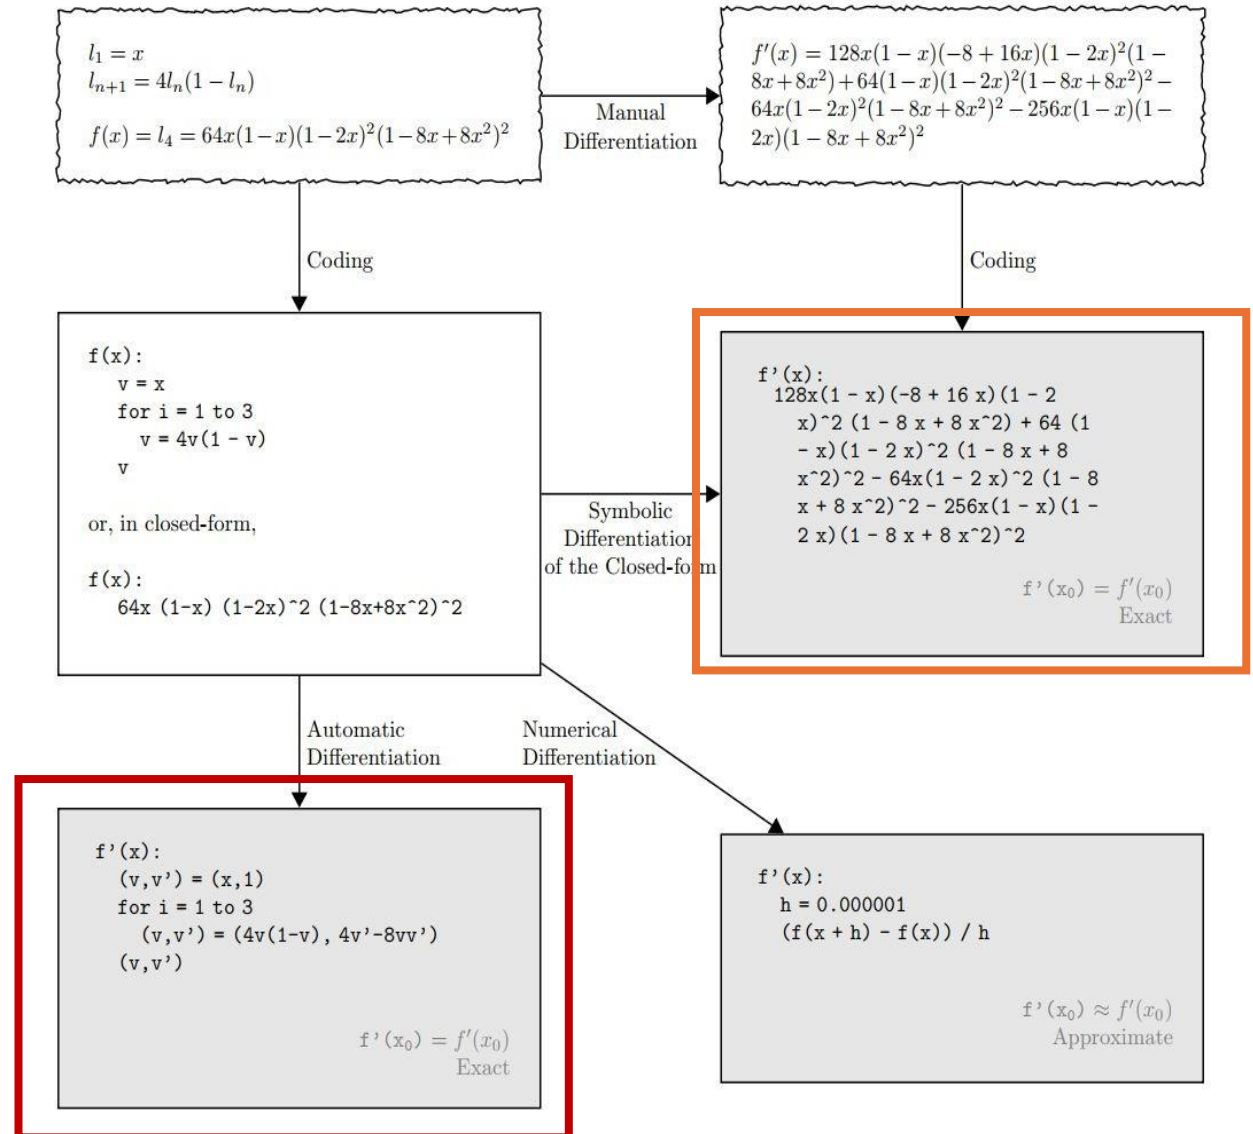 l₁ = x
lₙ₊₁ = 4lₙ(1 − lₙ)
f(x) = l₄ = 64x(1−x)(1−2x)²(1−8x+8x²)²
Manual
Differentiation
f′(x) = 128x(1 − x)(−8 + 16x)(1 − 2x)²(1 −
8x+8x²)+64(1−x)(1−2x)²(1−8x+8x²)² −
64x(1 − 2x)²(1 − 8x + 8x²)² − 256x(1 − x)(1 −
2x)(1 − 8x + 8x²)²
Coding
Coding
f(x):
v = x
for i = 1 to 3
v = 4v(1 - v)
v
or, in closed-form,
f(x):
64x (1-x) (1-2x)^2 (1-8x+8x^2)^2
Symbolic
Differentiation
of the Closed-form
f'(x):
128x(1 - x)(-8 + 16 x)(1 - 2
x)^2 (1 - 8 x + 8 x^2) + 64 (1
- x)(1 - 2 x)^2 (1 - 8 x + 8
x^2)^2 - 64x(1 - 2 x)^2 (1 - 8
x + 8 x^2)^2 - 256x(1 - x)(1 -
2 x)(1 - 8 x + 8 x^2)^2
f'(x₀) = f′(x₀)
Exact
Automatic
Differentiation
Numerical
Differentiation
f'(x):
(v,v') = (x,1)
for i = 1 to 3
(v,v') = (4v(1-v), 4v'-8vv')
(v,v')
f'(x₀) = f′(x₀)
Exact
f'(x):
h = 0.000001
(f(x + h) - f(x)) / h
f'(x₀) ≈ f′(x₀)
Approximate